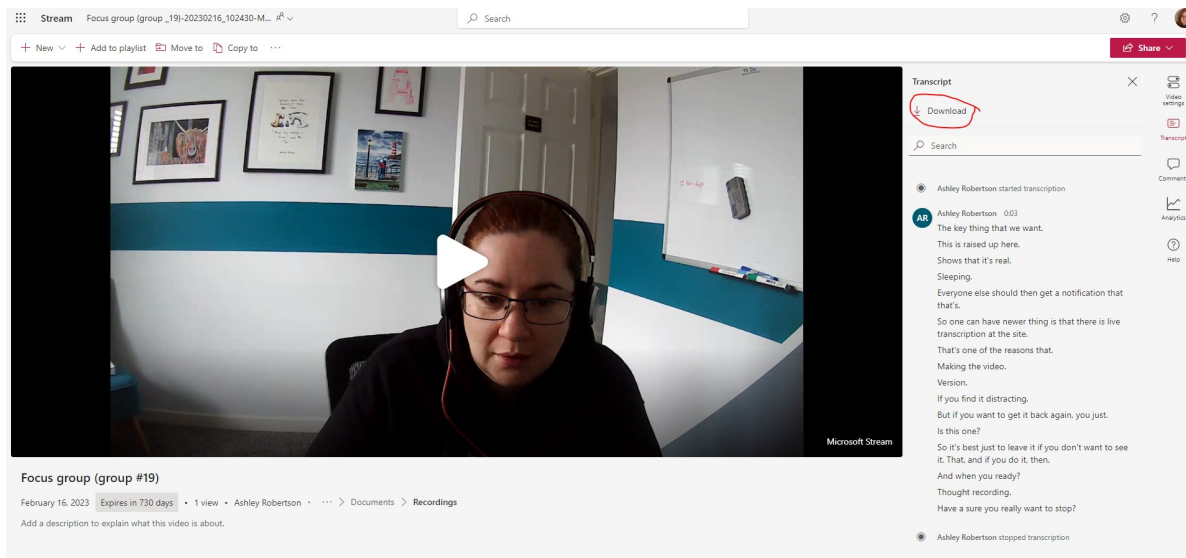 Stream Focus group (group _19)-20230216_102430-M...
Search
?
+ New + Add to playlist Move to Copy to ...
Share
Transcript
Download
Search
Ashley Robertson started transcription
AR Ashley Robertson 0:03
The key thing that we want.
This is raised up here.
Shows that it's real.
Sleeping.
Everyone else should then get a notification that
that's.
So one can have newer thing is that there is live
transcription at the site.
That's one of the reasons that.
Making the video.
Version.
If you find it distracting.
But if you want to get it back again, you just.
Is this one?
So it's best just to leave it if you don't want to see
it. That, and if you do it, then.
And when you ready?
Thought recording.
Have a sure you really want to stop?
Ashley Robertson stopped transcription
Video
settings
Transcript
Comment
Analytics
Help
Microsoft Stream
Focus group (group #19)
February 16, 2023 Expires in 730 days • 1 view • Ashley Robertson • ... > Documents > Recordings
Add a description to explain what this video is about.